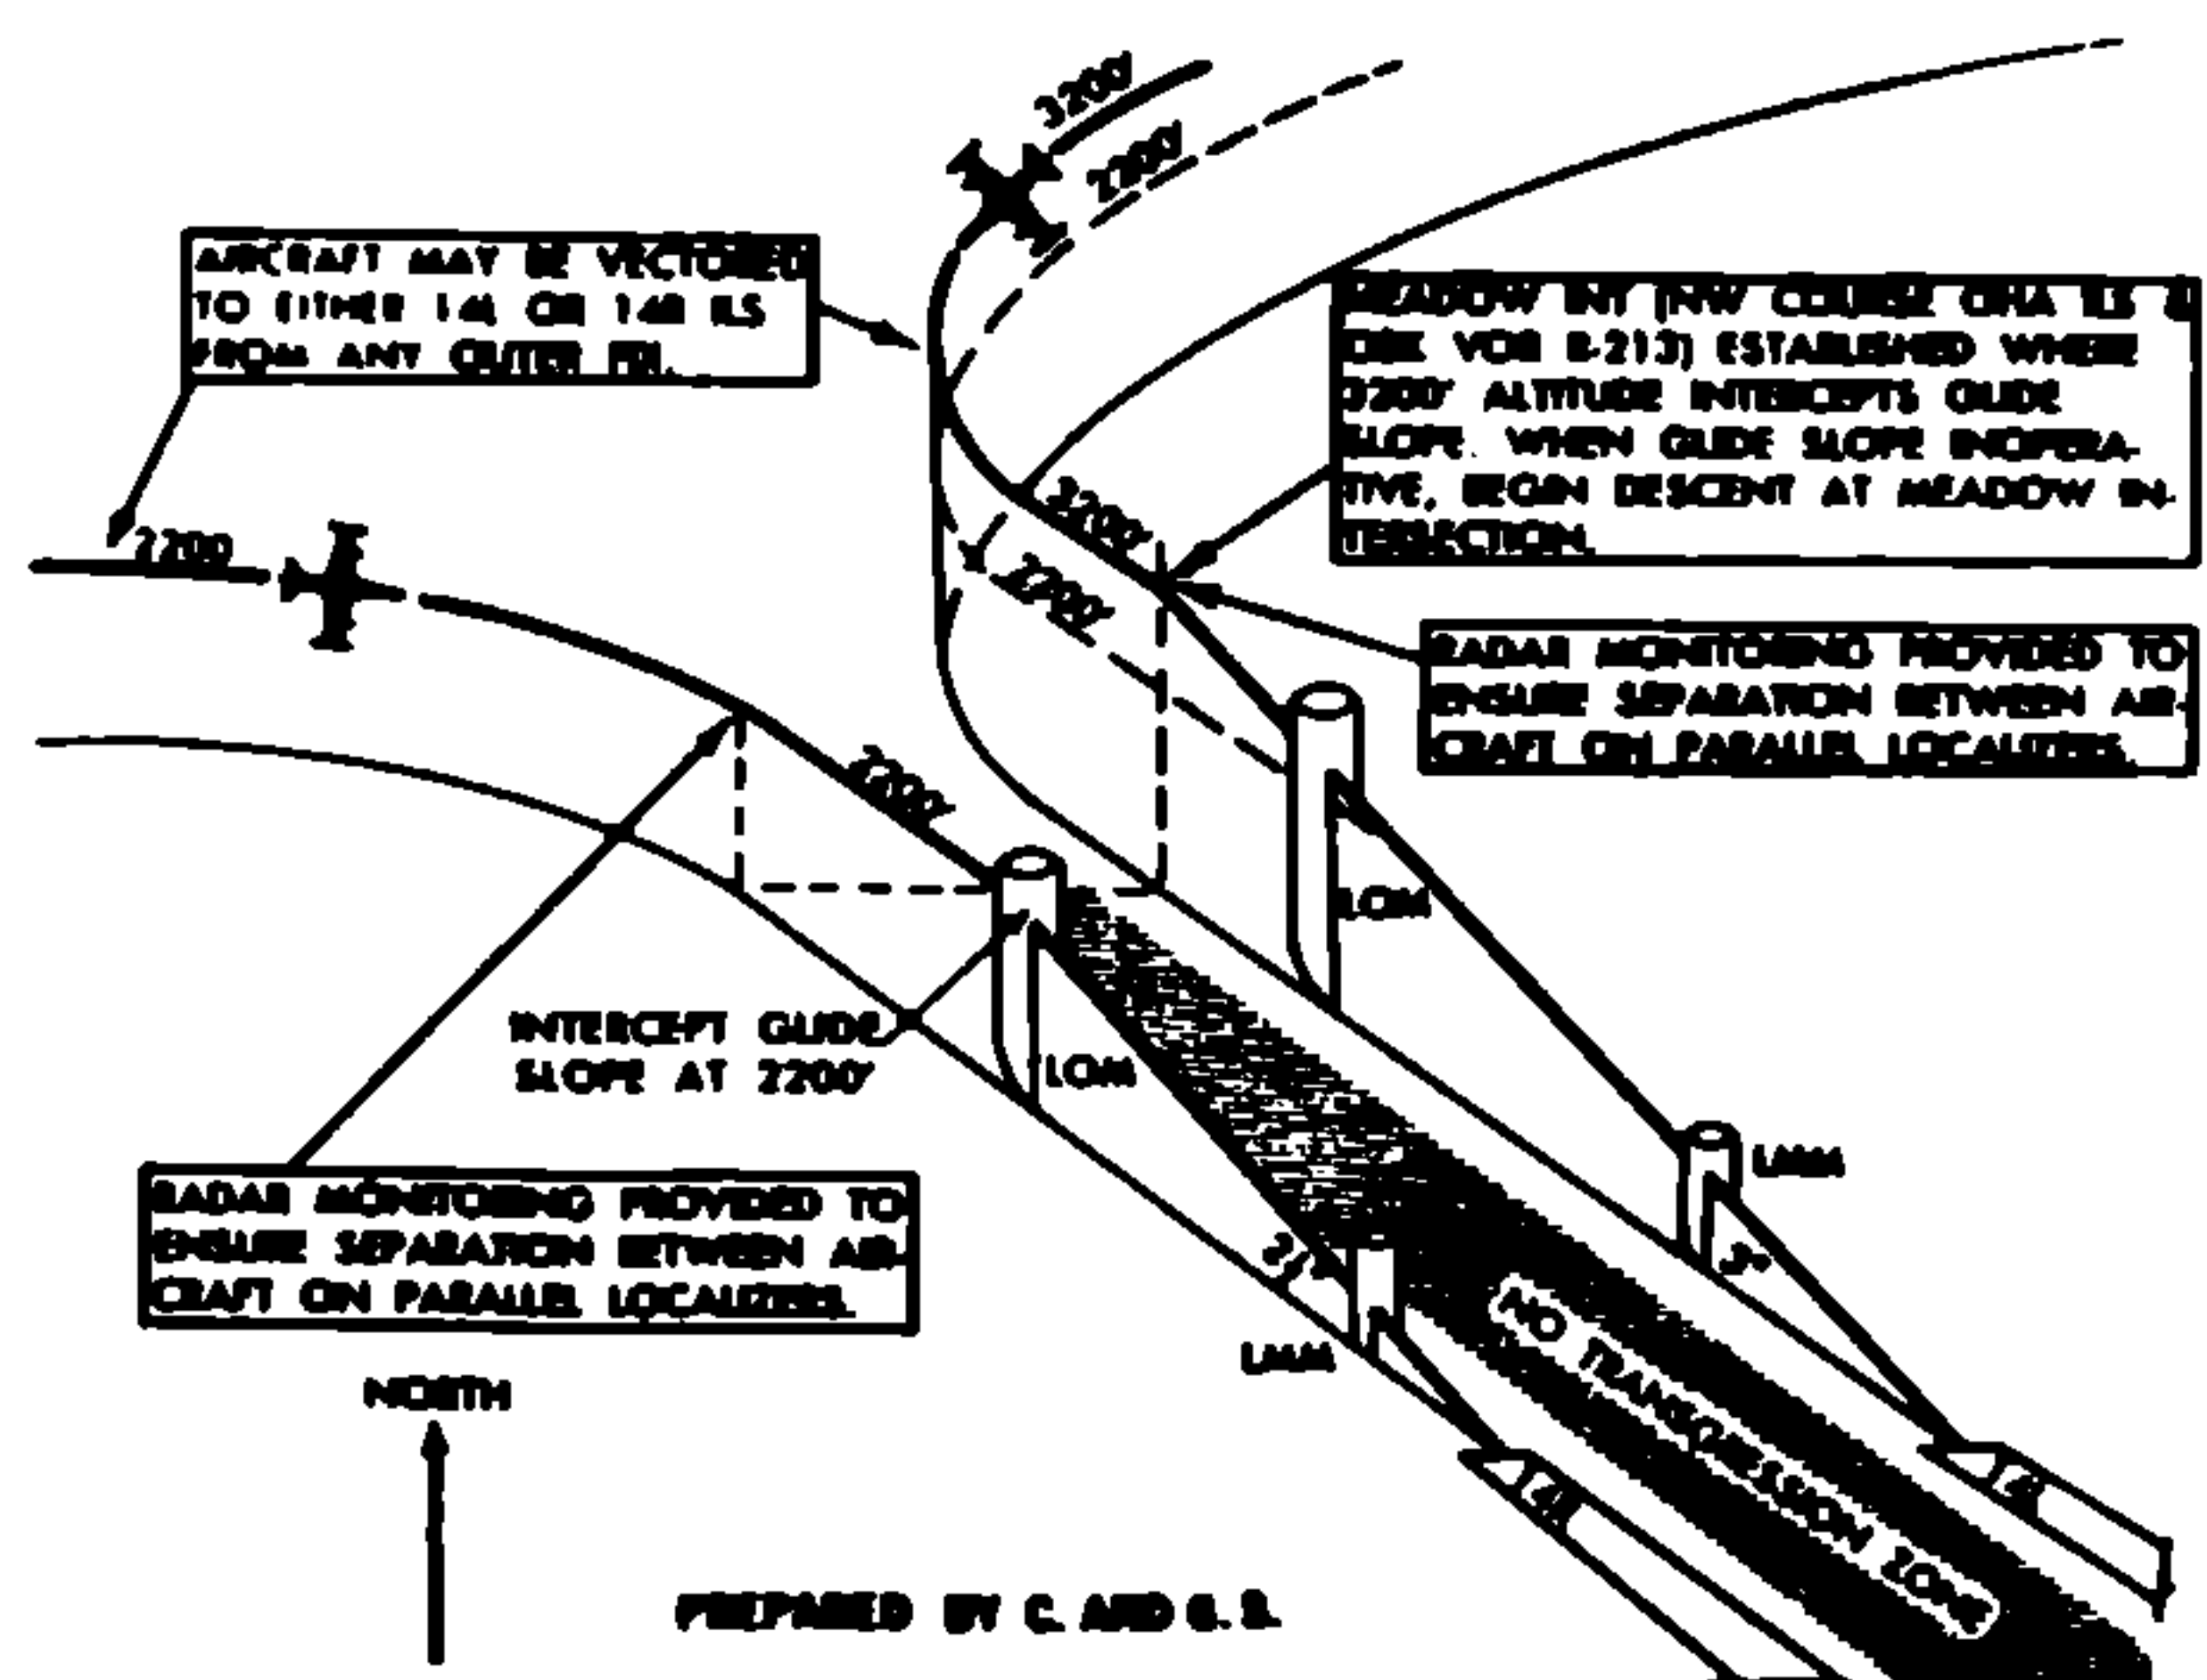 3200'
2200'
AIRCRAFT MAY BE VECTORED
TO EITHER 14L OR 14R ILS
FROM ANY OUTER FIX.
MEADOW INT (NW COURSE OHA ILS
VOR R-213) ESTABLISHED WHERE
3200' ALTITUDE INTERCEPTS GLIDE
SLOPE. WHEN GLIDE SLOPE INOPERA-
TIVE, BEGIN DESCENT AT MEADOW IN-
TERSECTION.
3200'
2200
2200'
RADAR MONITORING PROVIDED TO
ENSURE SEPARATION BETWEEN AIR-
CRAFT ON PARALLEL LOCALIZERS.
2200'
LOM
INTERCEPT GLIDE
SLOPE AT 2200'
LOM
LMM
RADAR MONITORING PROVIDED TO
ENSURE SEPARATION BETWEEN AIR-
CRAFT ON PARALLEL LOCALIZERS.
3°
LMM
NO TRANSGRESSION ZONE
NORTH
14L
14R
PREPARED BY C. AND G. S.